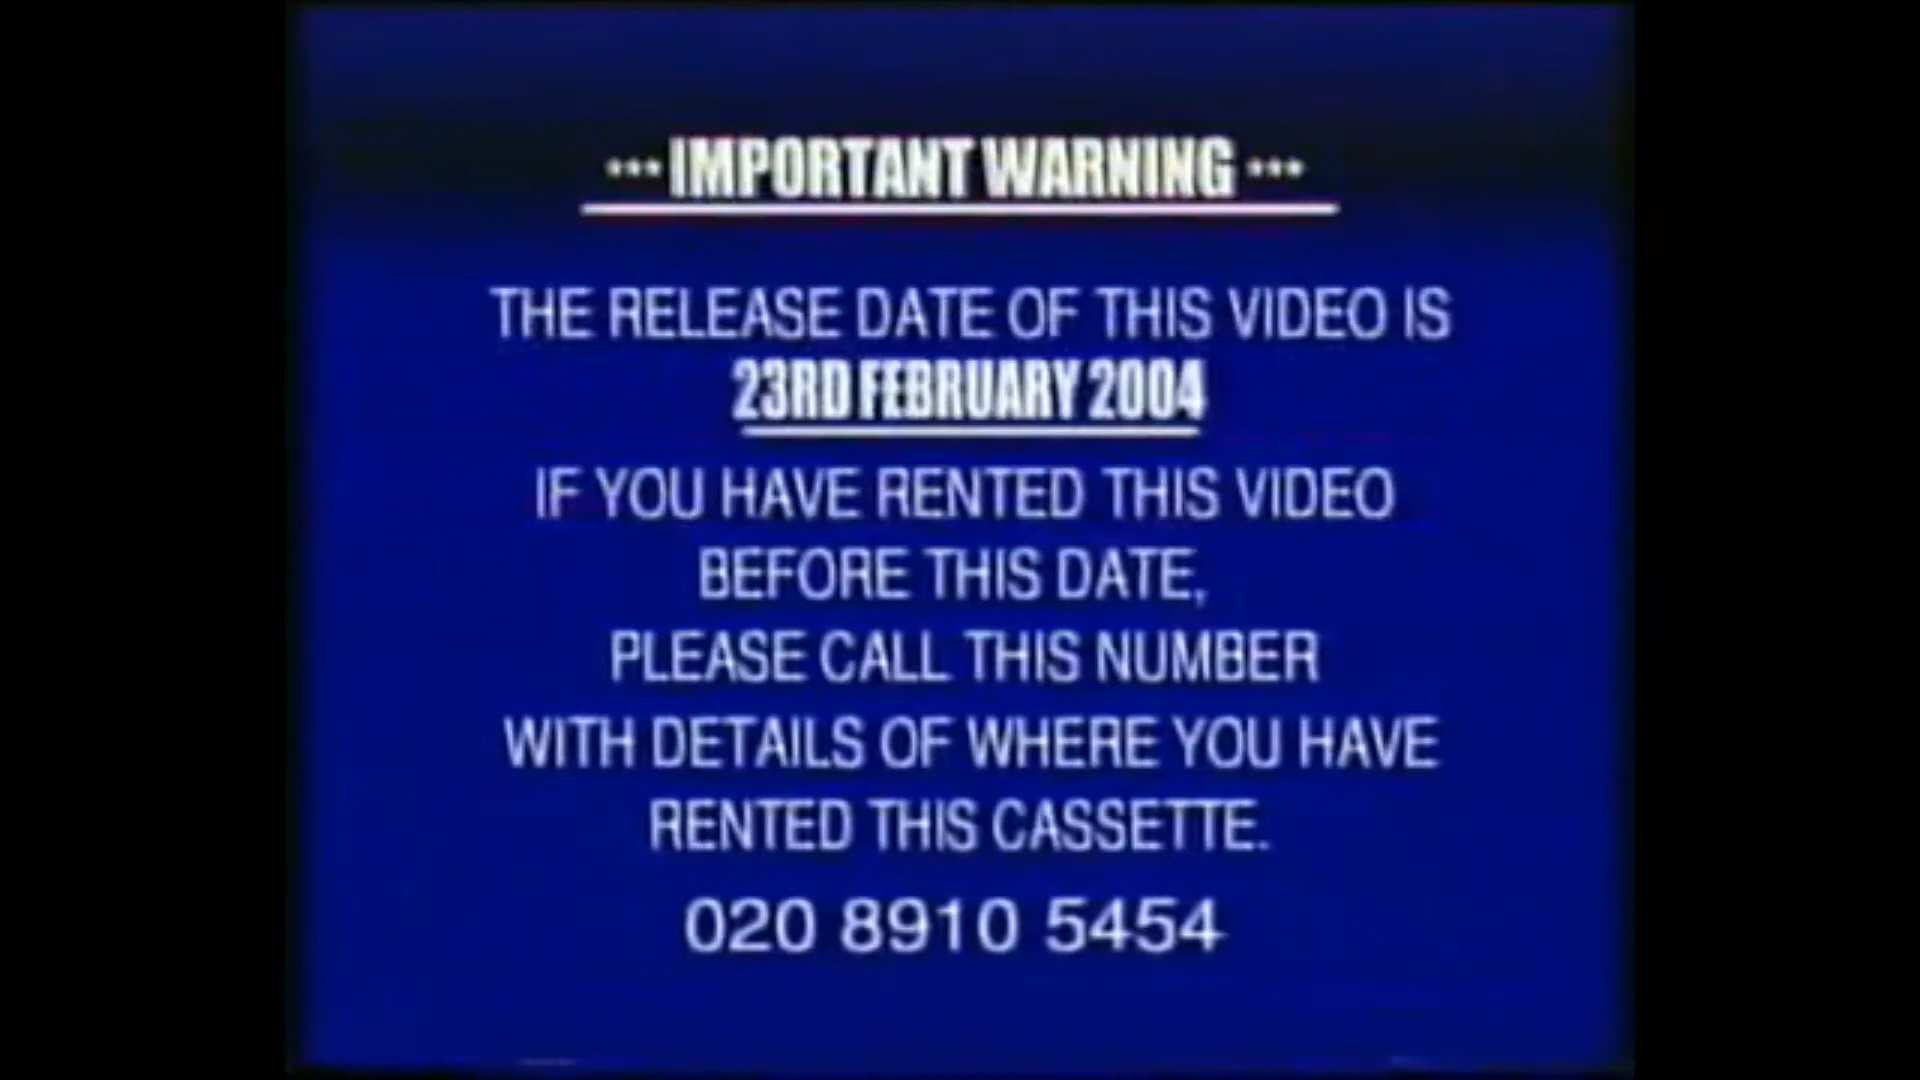 ••• IMPORTANT WARNING •••
THE RELEASE DATE OF THIS VIDEO IS
23RD FEBRUARY 2004
IF YOU HAVE RENTED THIS VIDEO
BEFORE THIS DATE,
PLEASE CALL THIS NUMBER
WITH DETAILS OF WHERE YOU HAVE
RENTED THIS CASSETTE.
020 8910 5454